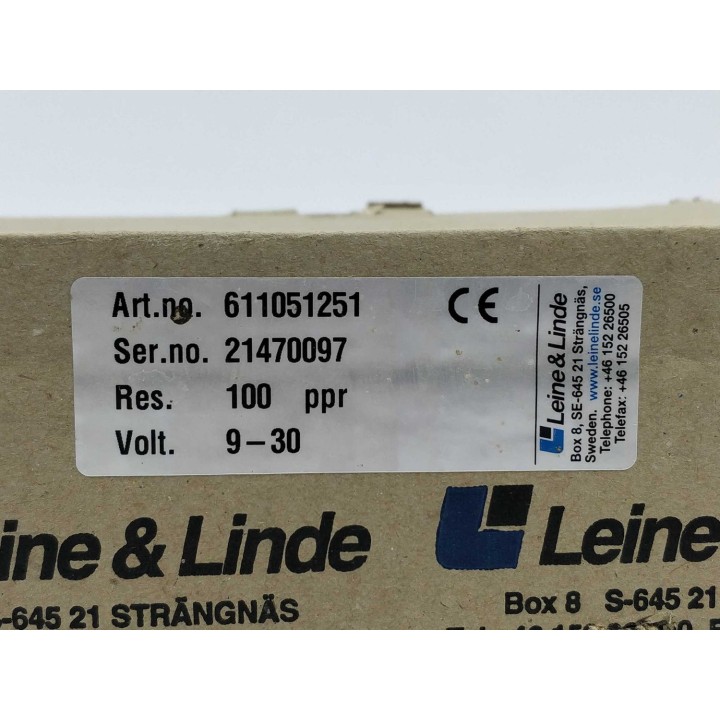 Art.no. 611051251
Ser.no. 21470097
Res. 100 ppr
Volt. 9–30
CE
Leine & Linde
Box 8, SE-645 21 Strängnäs,
Sweden. www.leinelinde.se
Telephone: +46 152 26500
Telefax: +46 152 26505
ine & Linde
-645 21 STRÄNGNÄS
Leine
Box 8 S-645 21